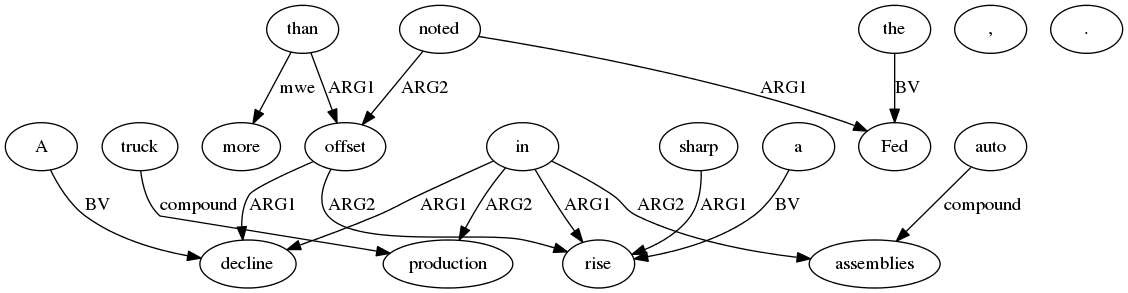 than noted the , .
mwe ARG1 ARG2 ARG1 BV
A truck more offset in sharp a Fed auto
BV compound ARG1 ARG2 ARG1 ARG2 ARG1 ARG2 ARG1 BV compound
decline production rise assemblies